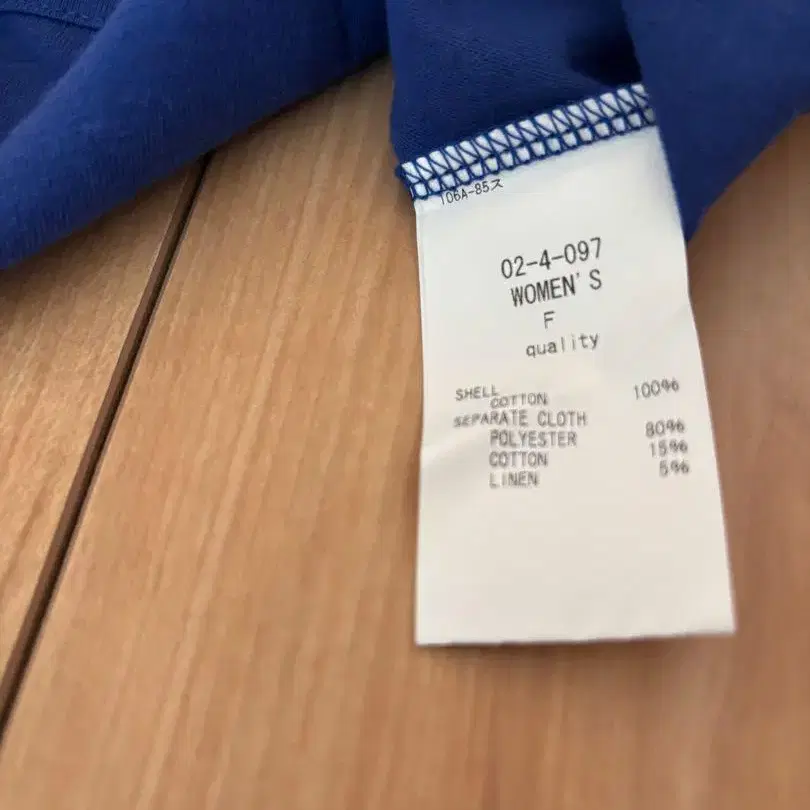 106A-85ス
02-4-097
WOMEN'S
F
quality
SHELL
COTTON 100%
SEPARATE CLOTH
POLYESTER 80%
COTTON 15%
LINEN 5%